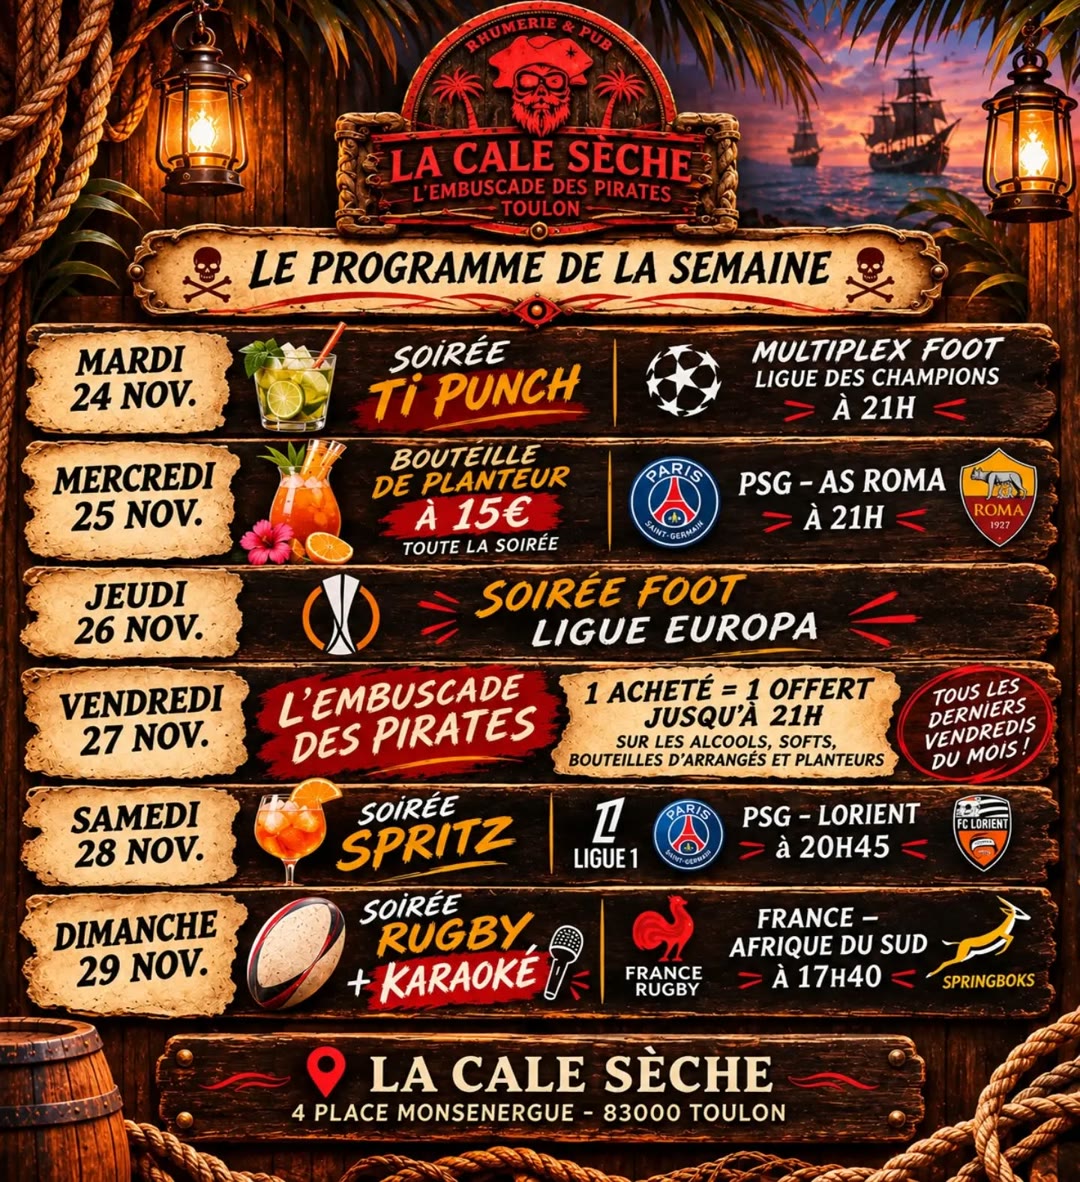 RHUMERIE & PUB
LA CALE SÈCHE
L'EMBUSCADE DES PIRATES
TOULON
LE PROGRAMME DE LA SEMAINE
MARDI
24 NOV.
SOIRÉE
Ti PUNCH
MULTIPLEX FOOT
LIGUE DES CHAMPIONS
À 21H
MERCREDI
25 NOV.
BOUTEILLE
DE PLANTEUR
À 15€
TOUTE LA SOIRÉE
PARIS
SAINT-GERMAIN
PSG – AS ROMA
À 21H
ROMA
1927
JEUDI
26 NOV.
SOIRÉE FOOT
LIGUE EUROPA
VENDREDI
27 NOV.
L'EMBUSCADE
DES PIRATES
1 ACHETÉ = 1 OFFERT
JUSQU'À 21H
SUR LES ALCOOLS, SOFTS,
BOUTEILLES D'ARRANGÉS ET PLANTEURS
TOUS LES
DERNIERS
VENDREDIS
DU MOIS !
SAMEDI
28 NOV.
SOIRÉE
SPRITZ
LIGUE 1
PARIS
SAINT-GERMAIN
PSG – LORIENT
à 20H45
FC LORIENT
DIMANCHE
29 NOV.
SOIRÉE
RUGBY
+ KARAOKÉ
FRANCE
RUGBY
FRANCE –
AFRIQUE DU SUD
À 17H40
SPRINGBOKS
LA CALE SÈCHE
4 PLACE MONSENERGUE – 83000 TOULON